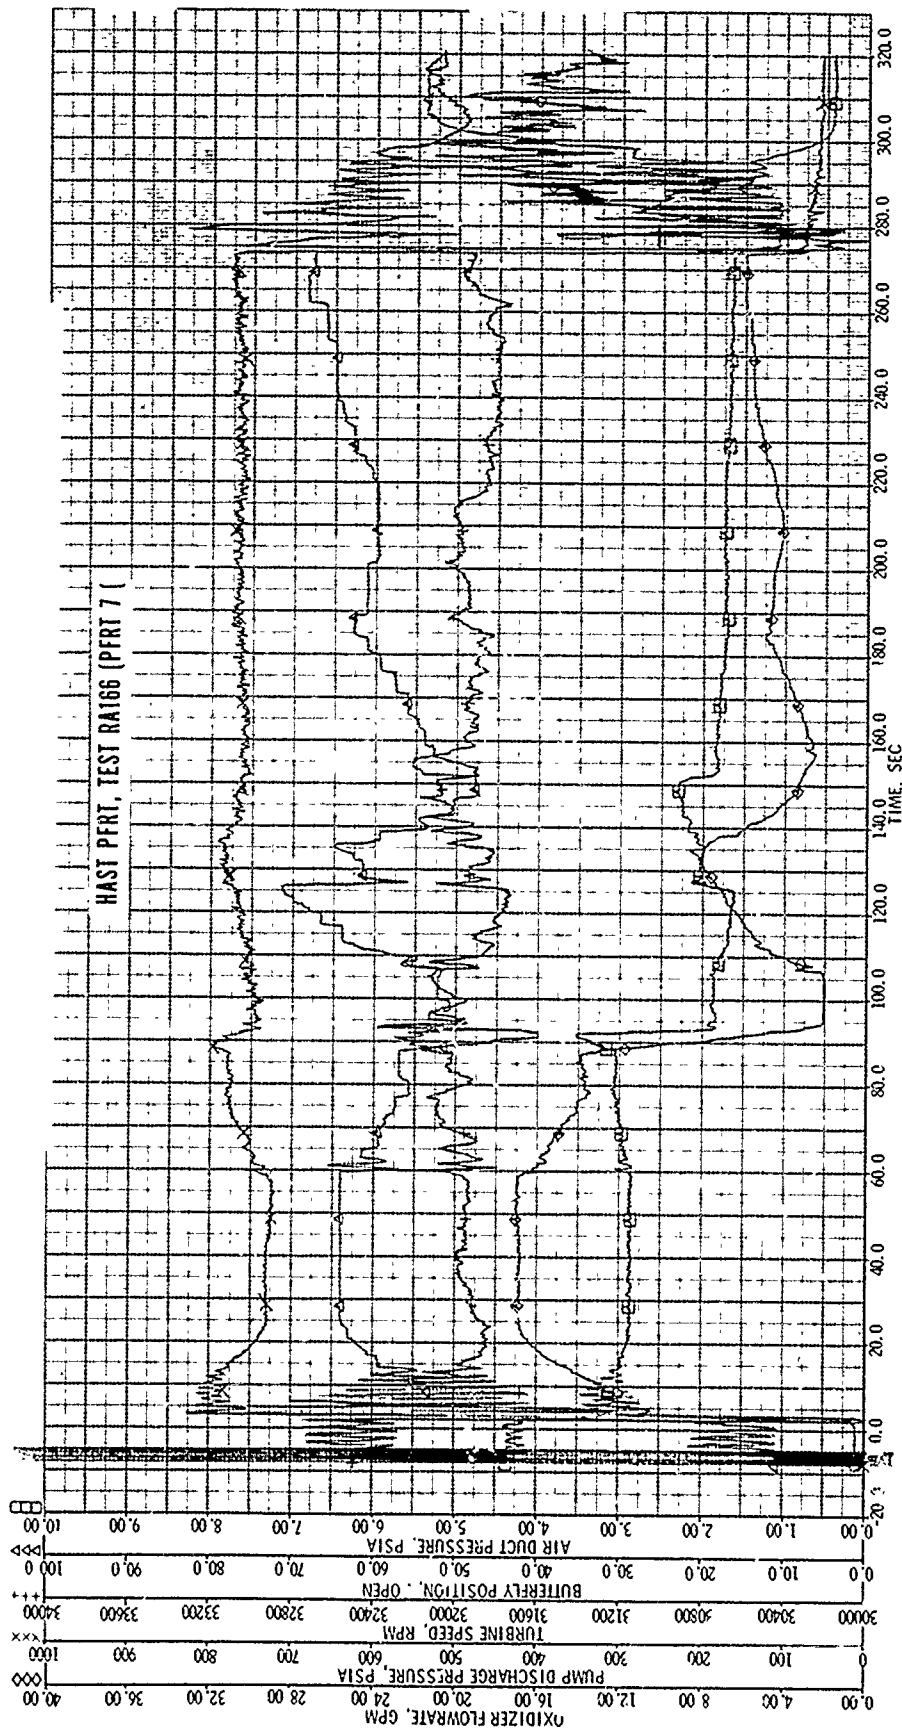 HAST PFRT, TEST RA166 (PFRT 7 (
10.00 9.00 8.00 7.00 6.00 5.00 4.00 3.00 2.00 1.00 0.00
AIR DUCT PRESSURE, PSIA
100.0 90.0 80.0 70.0 60.0 50.0 40.0 30.0 20.0 10.0 0.0
BUTTERFLY POSITION, OPEN
34000 33600 33200 32800 32400 32000 31600 31200 30800 30400 30000
TURBINE SPEED, RPM
1000 900 800 700 600 500 400 300 200 100 0
PUMP DISCHARGE PRESSURE, PSIA
40.00 36.00 32.00 28.00 24.00 20.00 16.00 12.00 8.00 4.00 0.00
OXIDIZER FLOWRATE, GPM
0.0 20.0 40.0 60.0 80.0 100.0 120.0 140.0 160.0 180.0 200.0 220.0 240.0 260.0 280.0 300.0 320.0
TIME, SEC